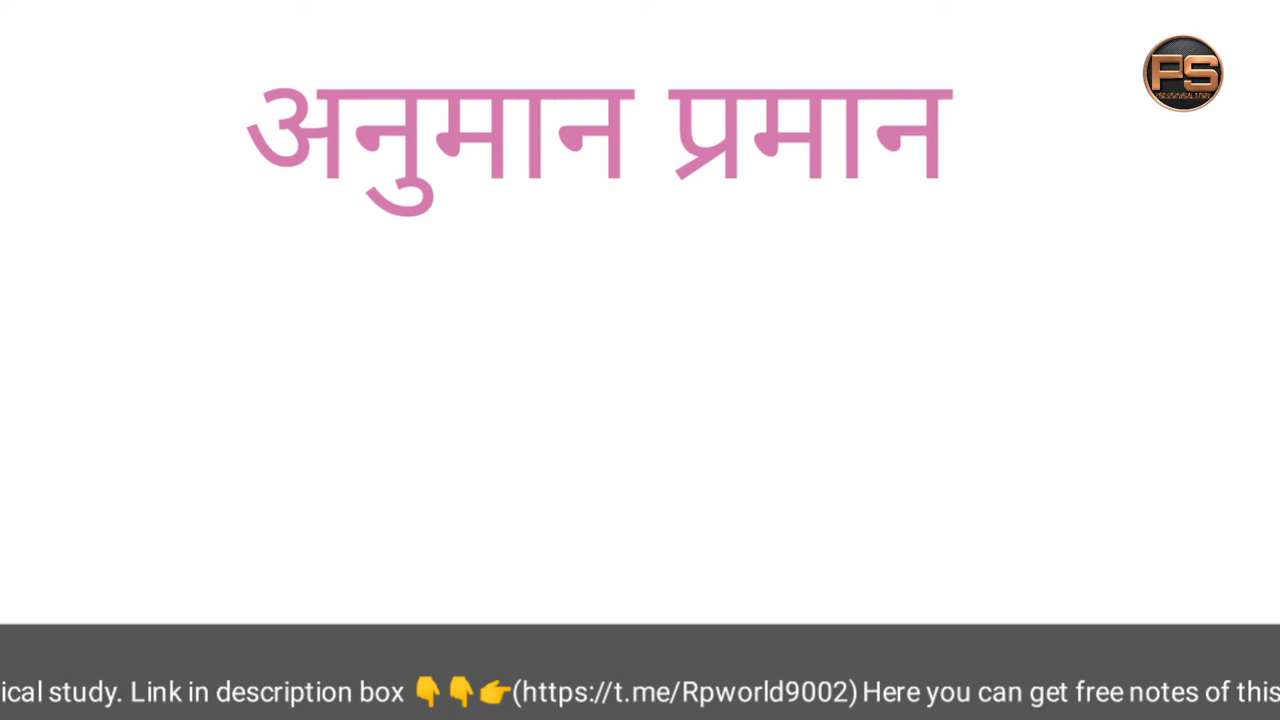 अनुमान प्रमान
PS
ical study. Link in description box 👇👇👉(https://t.me/Rpworld9002) Here you can get free notes of this